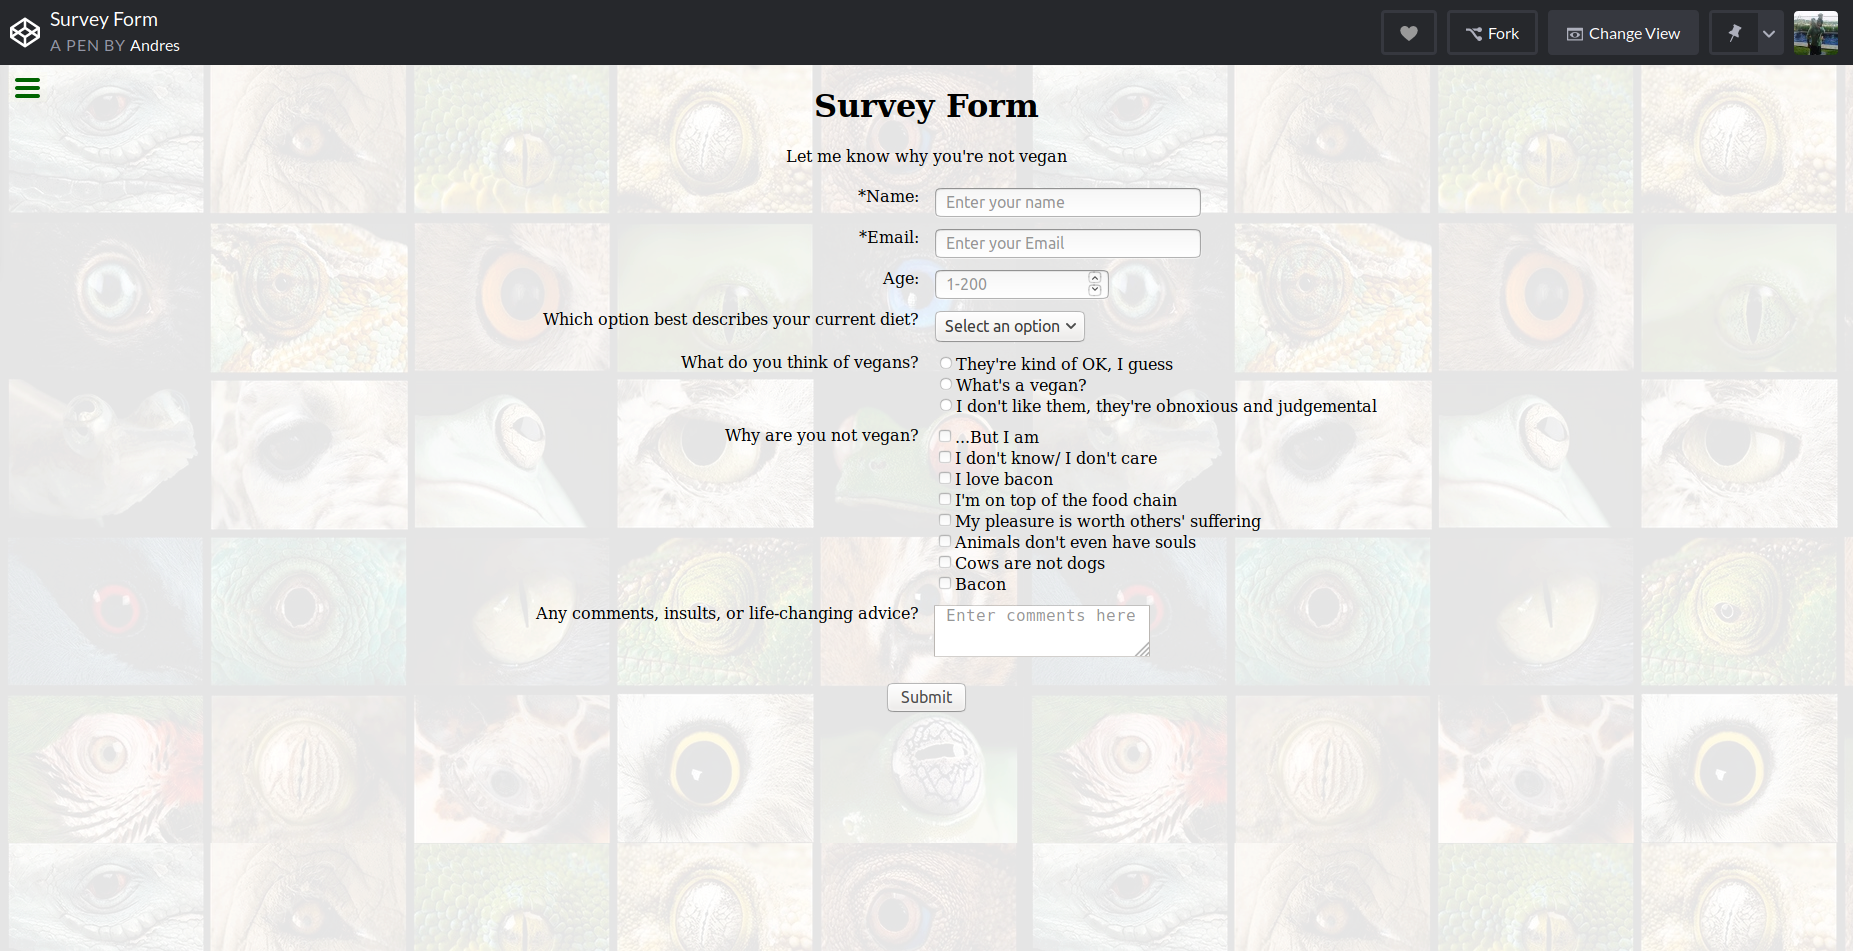 Survey Form
A PEN BY Andres
Fork
Change View
Survey Form
Let me know why you're not vegan
*Name: Enter your name
*Email: Enter your Email
Age: 1-200
Which option best describes your current diet? Select an option
What do you think of vegans? They're kind of OK, I guess
What's a vegan?
I don't like them, they're obnoxious and judgemental
Why are you not vegan? ...But I am
I don't know/ I don't care
I love bacon
I'm on top of the food chain
My pleasure is worth others' suffering
Animals don't even have souls
Cows are not dogs
Bacon
Any comments, insults, or life-changing advice? Enter comments here
Submit